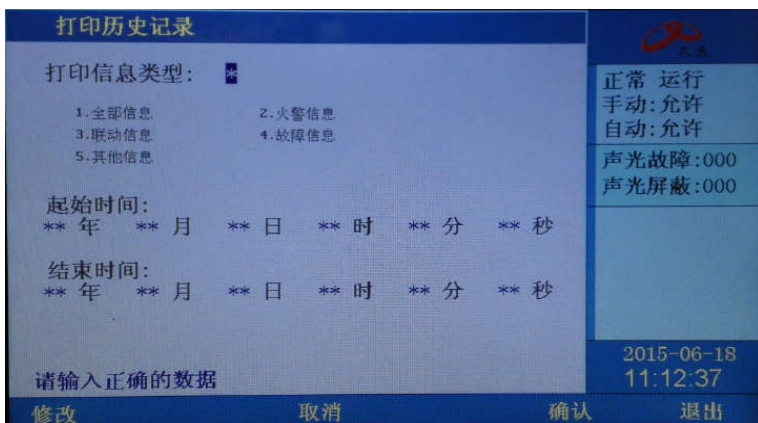 打印历史记录
打印信息类型: *
1.全部信息 2.火警信息
3.联动信息 4.故障信息
5.其他信息
起始时间:
** 年 ** 月 ** 日 ** 时 ** 分 ** 秒
结束时间:
** 年 ** 月 ** 日 ** 时 ** 分 ** 秒
请输入正确的数据
修改 取消 确认 退出
正常 运行
手动:允许
自动:允许
声光故障:000
声光屏蔽:000
2015-06-18
11:12:37